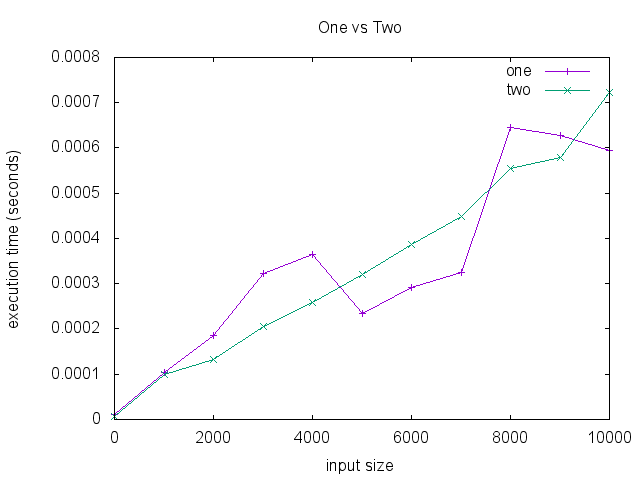 One vs Two
0.0008
0.0007
0.0006
0.0005
0.0004
0.0003
0.0002
0.0001
0
execution time (seconds)
one
two
0 2000 4000 6000 8000 10000
input size